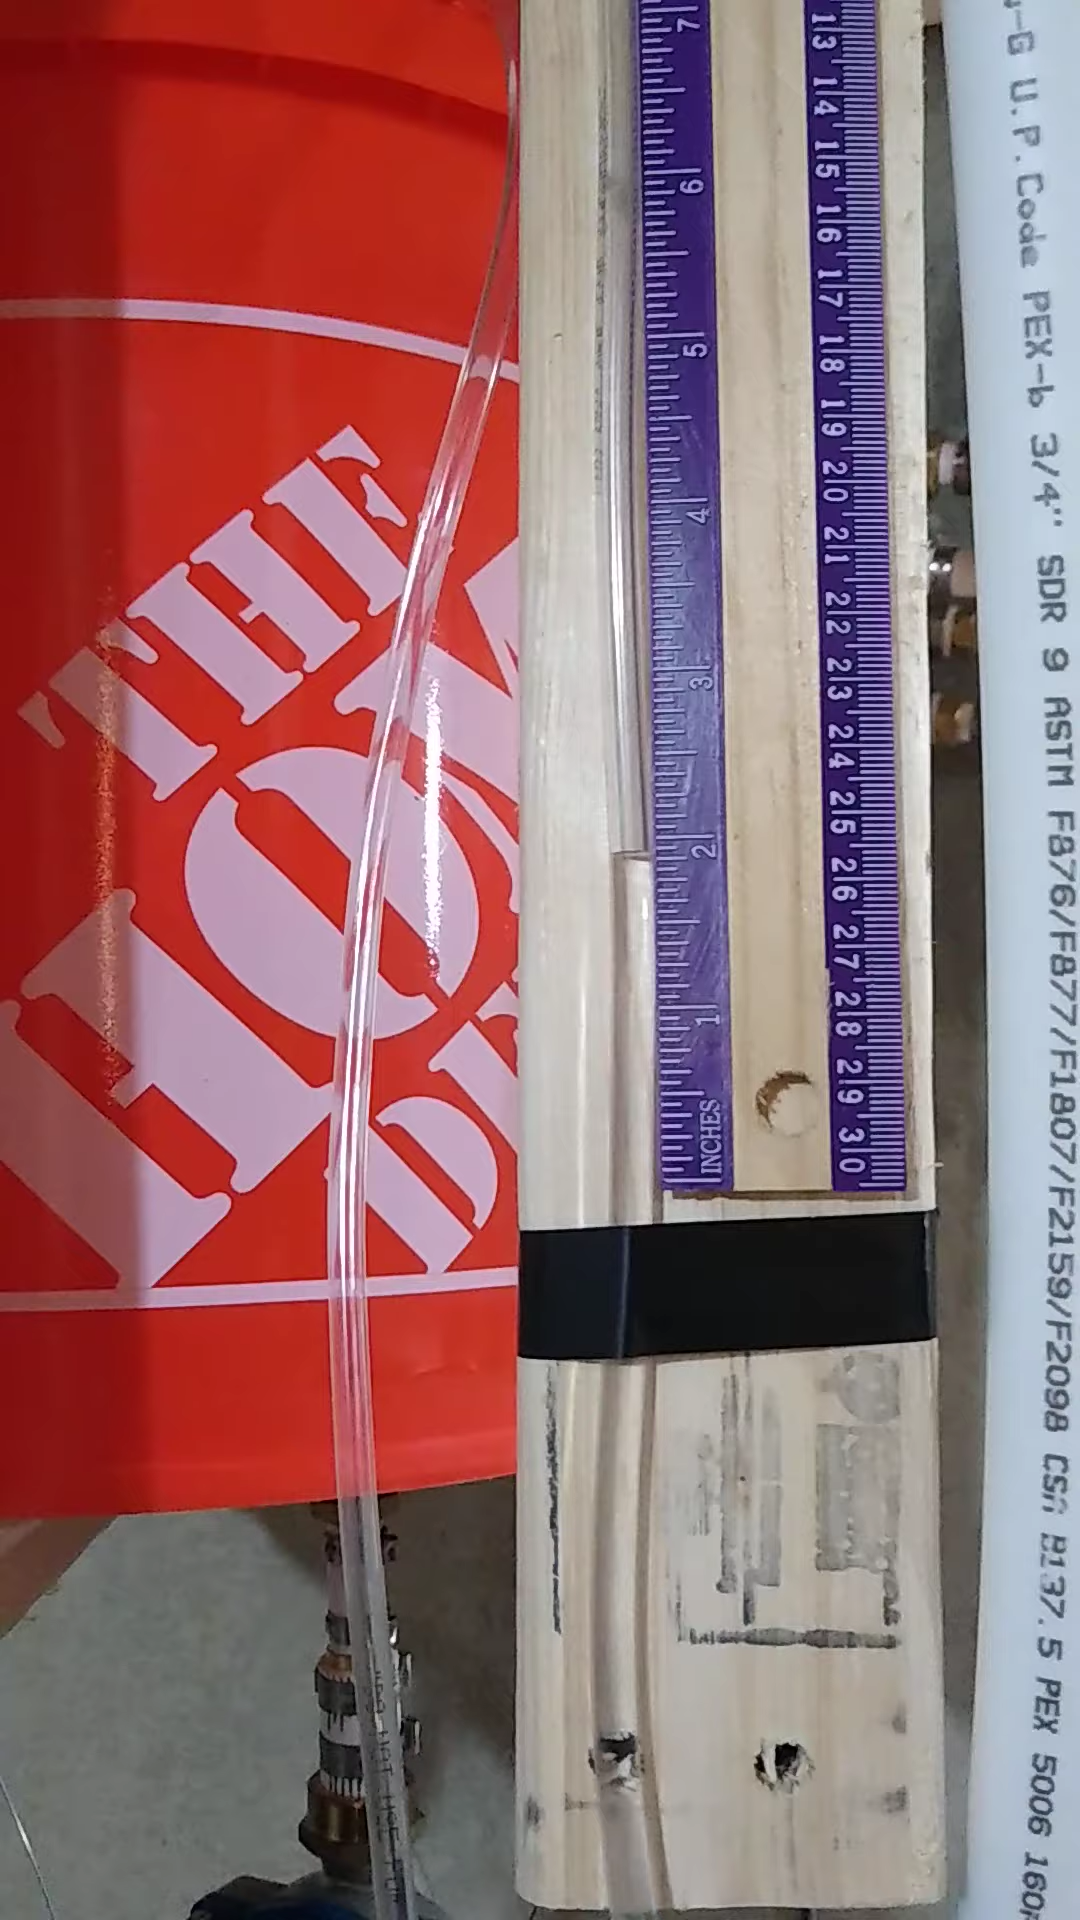 THE
HOM
DE
7
6
5
4
3
2
1
INCHES
13 14 15 16 17 18 19 20 21 22 23 24 25 26 27 28 29 30
U.P.Code PEX-b 3/4" SDR 9 ASTM F876/F877/F1807/F2159/F2098 CSA B137.5 PEX 5006 160